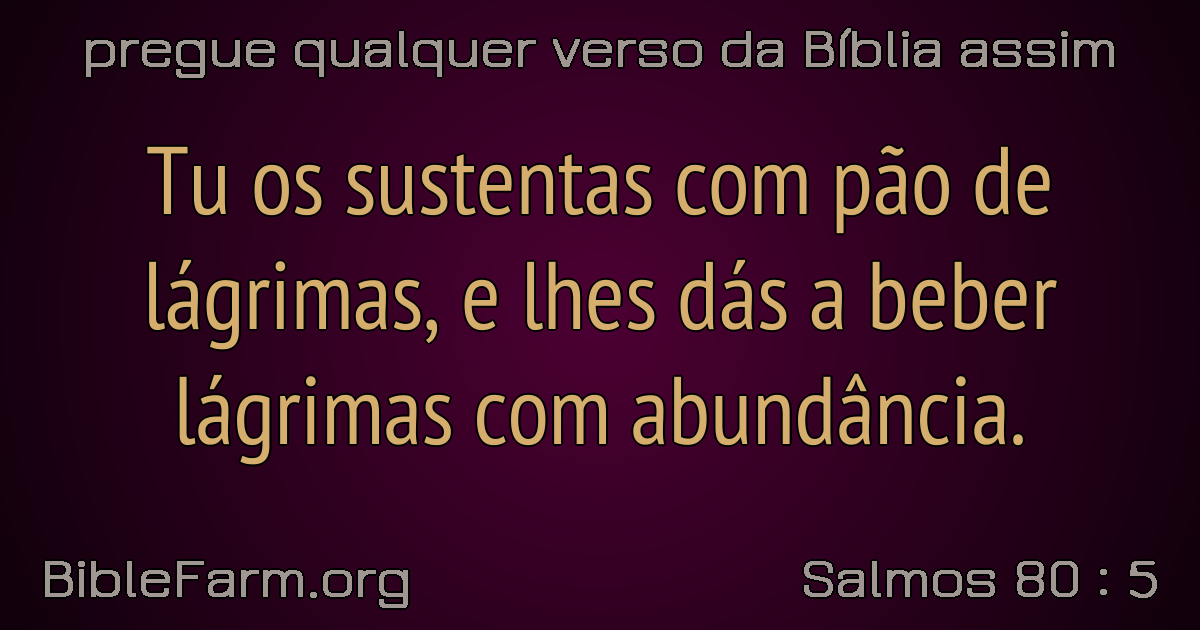 pregue qualquer verso da Bíblia assim
Tu os sustentas com pão de
lágrimas, e lhes dás a beber
lágrimas com abundância.
BibleFarm.org
Salmos 80 : 5